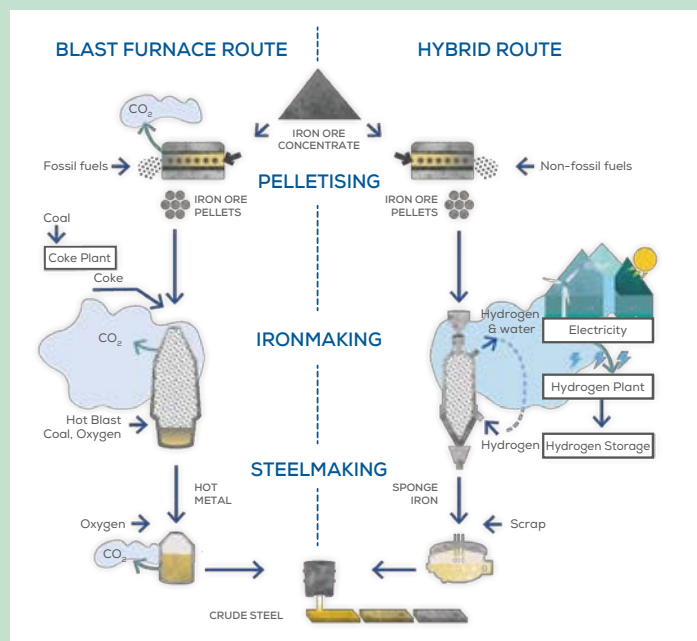 BLAST FURNACE ROUTE
HYBRID ROUTE
CO2
IRON ORE
CONCENTRATE
Fossil fuels
Non-fossil fuels
PELLETISING
IRON ORE
PELLETS
IRON ORE
PELLETS
Coal
Coke Plant
Coke
CO2
IRONMAKING
Hydrogen
& water
Electricity
Hydrogen Plant
Hot Blast
Coal, Oxygen
Hydrogen
Hydrogen Storage
STEELMAKING
HOT
METAL
SPONGE
IRON
Oxygen
Scrap
CO2
CRUDE STEEL